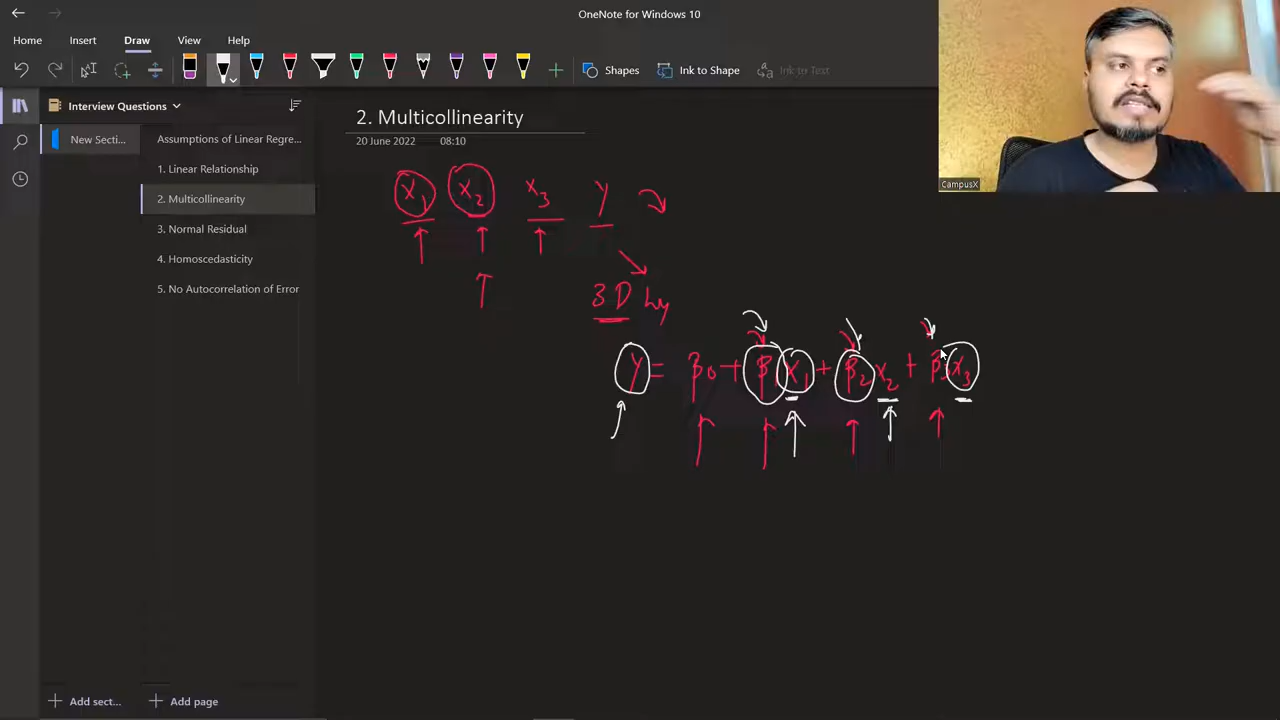 OneNote for Windows 10
Home Insert Draw View Help
Shapes Ink to Shape Ink to Text
Interview Questions
New Secti...
Assumptions of Linear Regre...
1. Linear Relationship
2. Multicollinearity
3. Normal Residual
4. Homoscedasticity
5. No Autocorrelation of Error
Add sect... Add page
2. Multicollinearity
20 June 2022 08:10
x₁ x₂ x₃ y
3D hy
y = β₀ + β₁x₁ + β₂x₂ + β₃x₃
CampusX